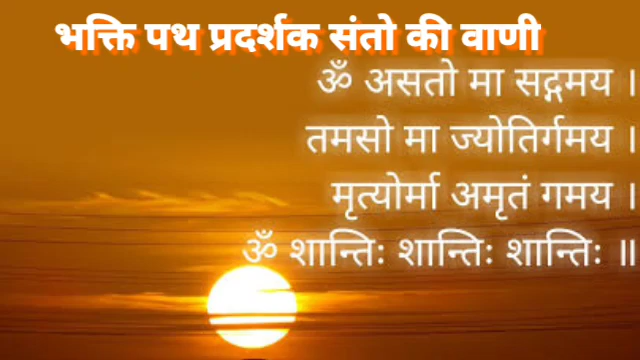 भक्ति पथ प्रदर्शक संतो की वाणी
ॐ असतो मा सद्गमय ।
तमसो मा ज्योतिर्गमय ।
मृत्योर्मा अमृतं गमय ।
ॐ शान्तिः शान्तिः शान्तिः ॥